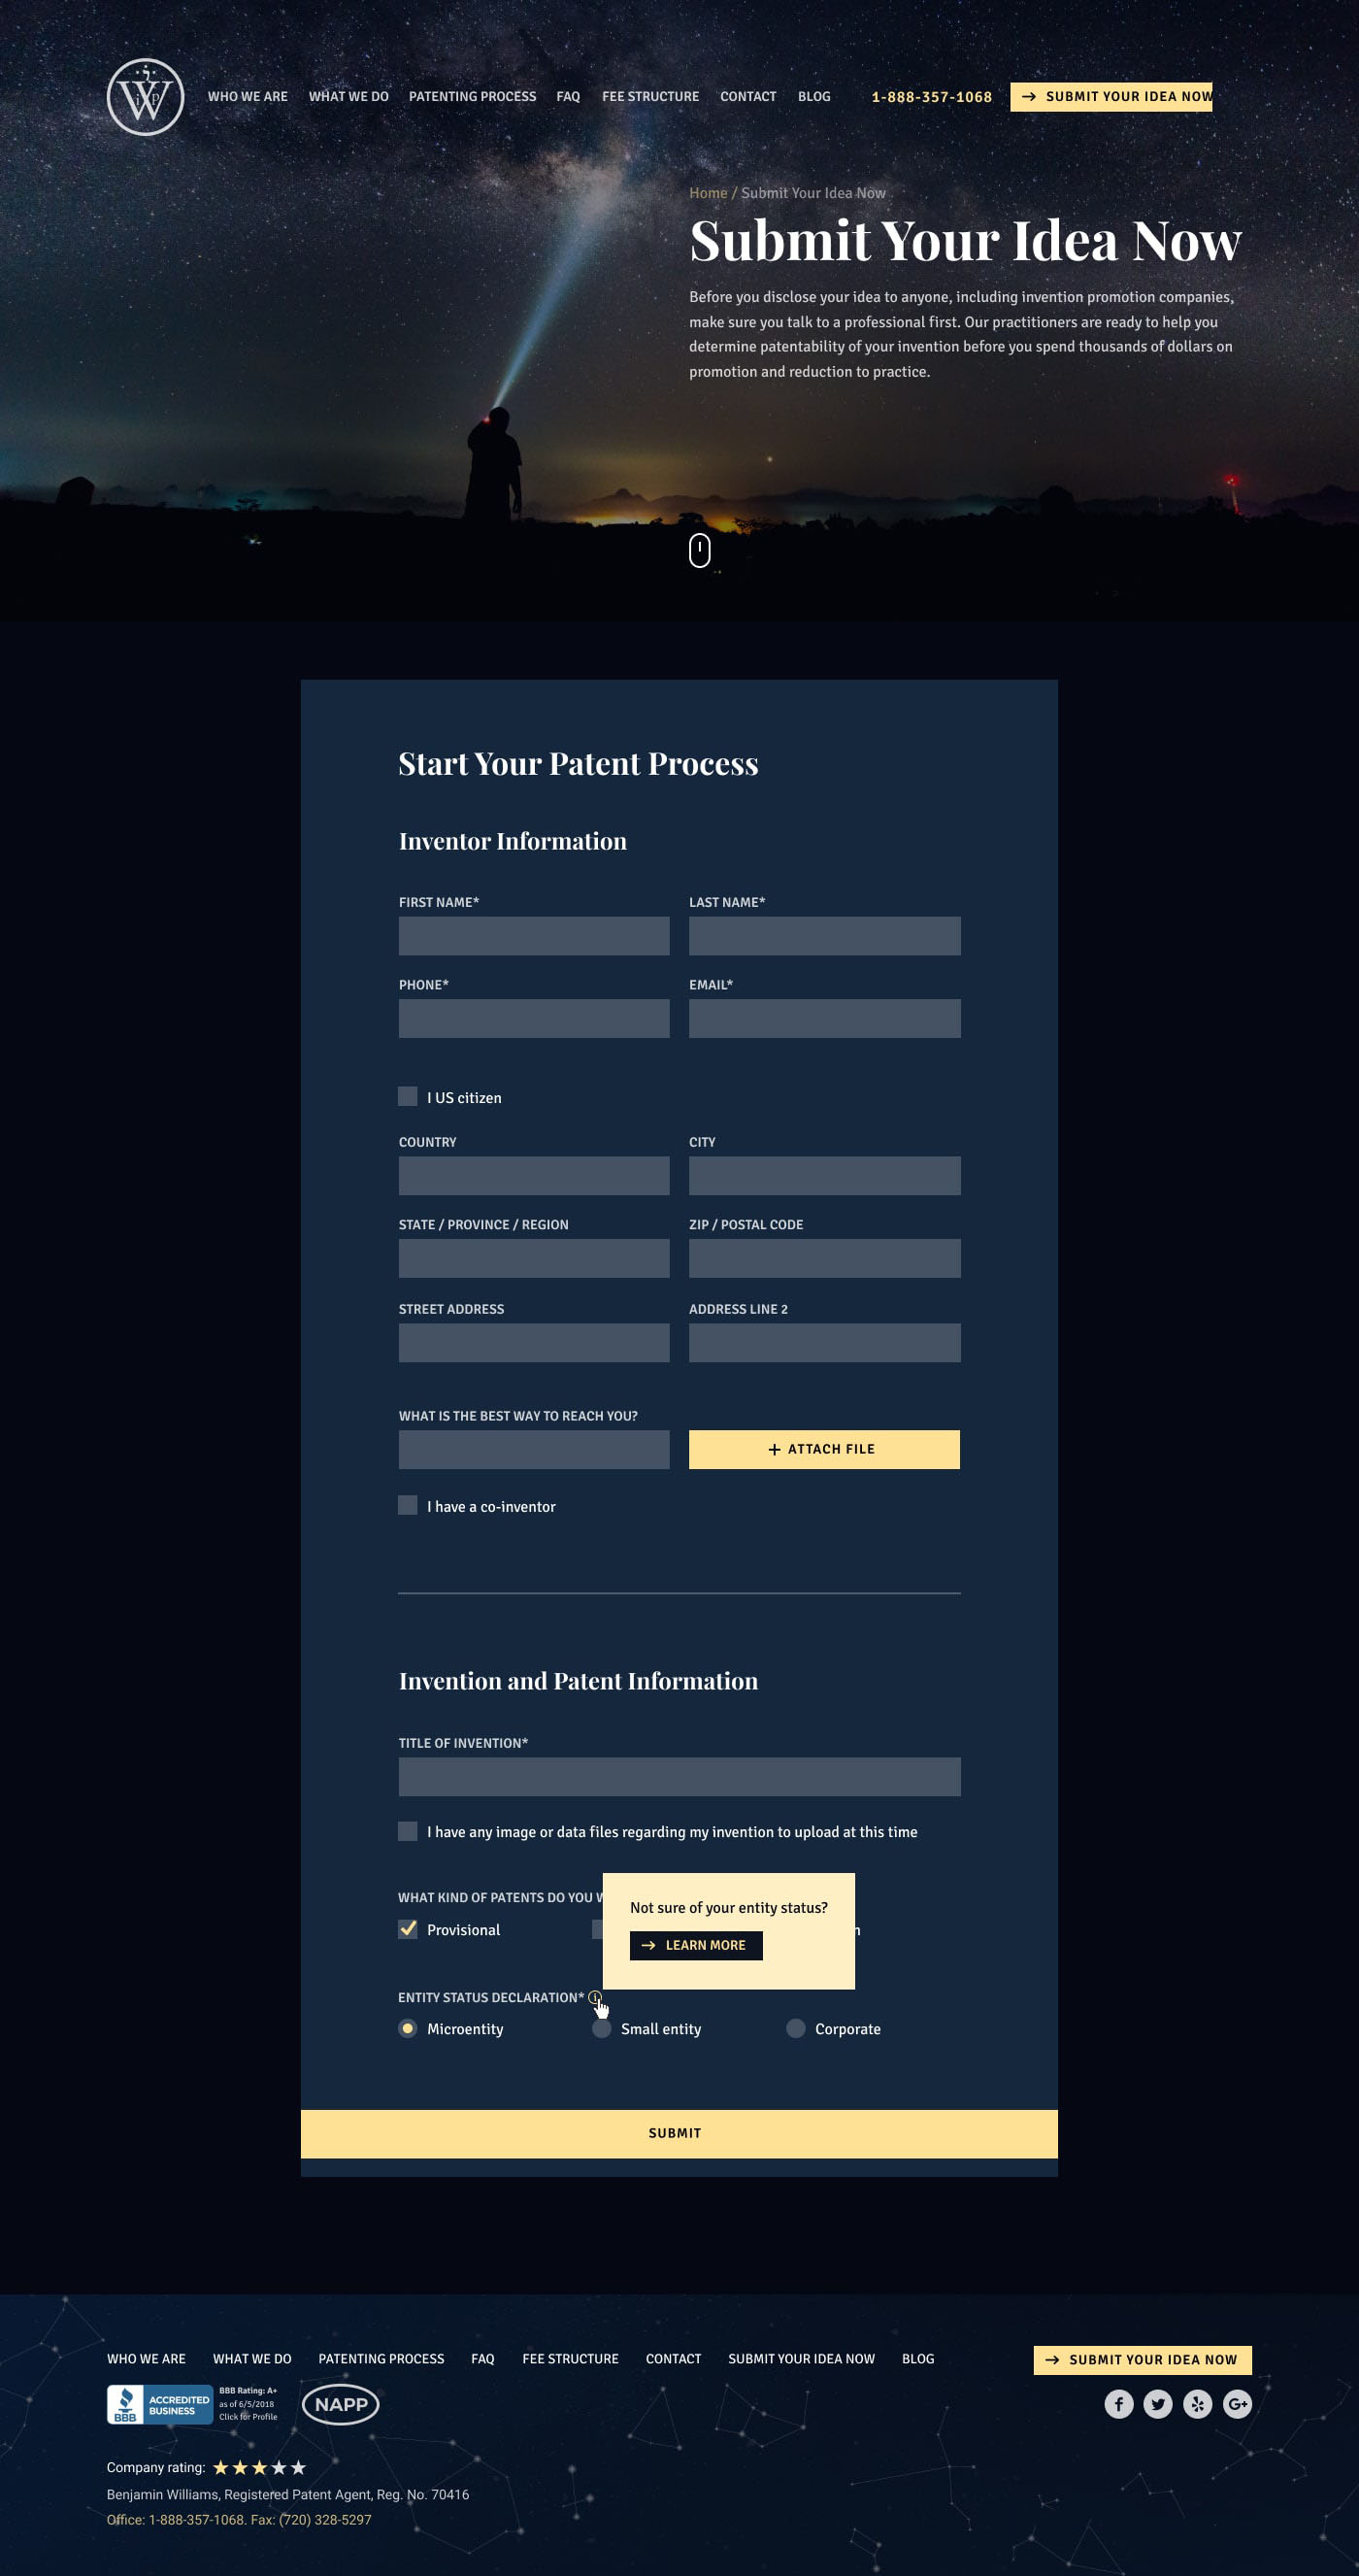 W
WHO WE ARE WHAT WE DO PATENTING PROCESS FAQ FEE STRUCTURE CONTACT BLOG 1-888-357-1068 → SUBMIT YOUR IDEA NOW
Home / Submit Your Idea Now
Submit Your Idea Now
Before you disclose your idea to anyone, including invention promotion companies,
make sure you talk to a professional first. Our practitioners are ready to help you
determine patentability of your invention before you spend thousands of dollars on
promotion and reduction to practice.
Start Your Patent Process
Inventor Information
FIRST NAME* LAST NAME*
PHONE* EMAIL*
I US citizen
COUNTRY CITY
STATE / PROVINCE / REGION ZIP / POSTAL CODE
STREET ADDRESS ADDRESS LINE 2
WHAT IS THE BEST WAY TO REACH YOU?
+ ATTACH FILE
I have a co-inventor
Invention and Patent Information
TITLE OF INVENTION*
I have any image or data files regarding my invention to upload at this time
WHAT KIND OF PATENTS DO YOU
Not sure of your entity status?
Provisional
→ LEARN MORE
ENTITY STATUS DECLARATION*
Microentity Small entity Corporate
SUBMIT
WHO WE ARE WHAT WE DO PATENTING PROCESS FAQ FEE STRUCTURE CONTACT SUBMIT YOUR IDEA NOW BLOG → SUBMIT YOUR IDEA NOW
BBB ACCREDITED BUSINESS
BBB Rating: A+
as of 6/5/2018
Click for Profile
NAPP
f G+
Company rating:
Benjamin Williams, Registered Patent Agent, Reg. No. 70416
Office: 1-888-357-1068. Fax: (720) 328-5297